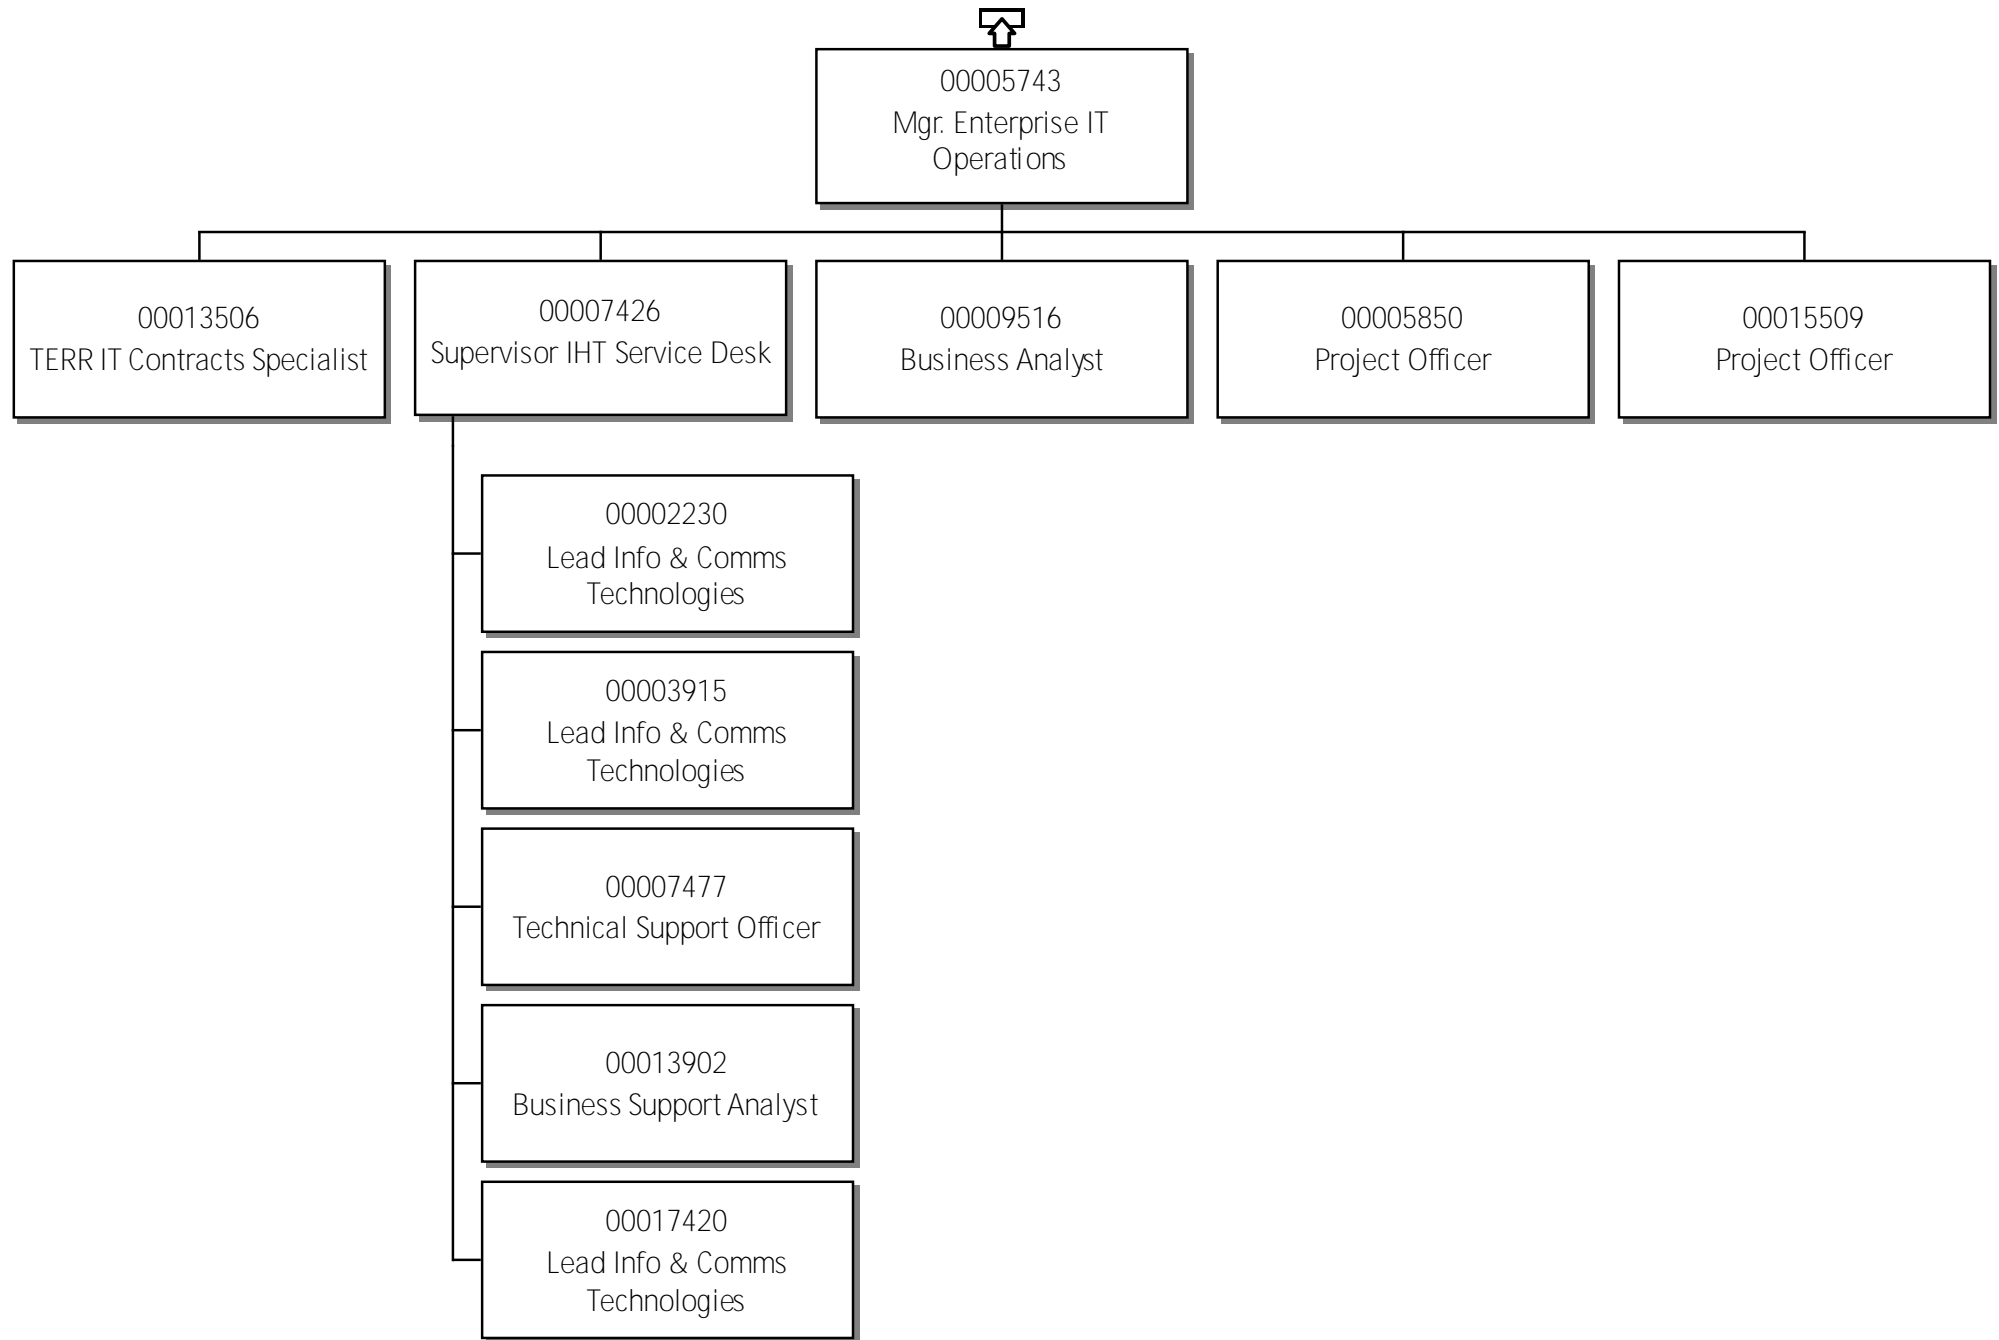 00005743
Mgr. Enterprise IT
Operations
00013506
TERR IT Contracts Specialist
00007426
Supervisor IHT Service Desk
00009516
Business Analyst
00005850
Project Officer
00015509
Project Officer
00002230
Lead Info & Comms
Technologies
00003915
Lead Info & Comms
Technologies
00007477
Technical Support Officer
00013902
Business Support Analyst
00017420
Lead Info & Comms
Technologies